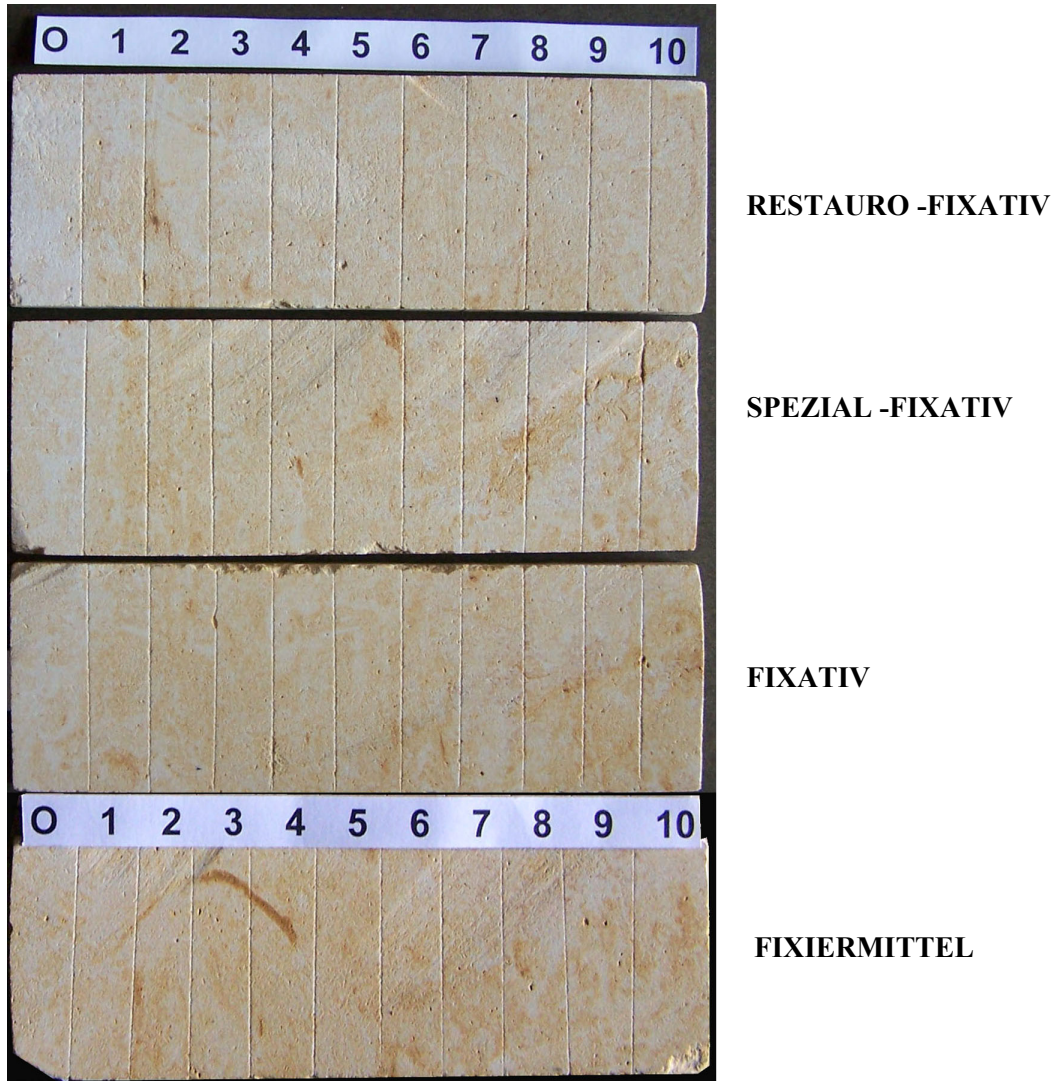 O 1 2 3 4 5 6 7 8 9 10
RESTAURO -FIXATIV
SPEZIAL -FIXATIV
FIXATIV
O 1 2 3 4 5 6 7 8 9 10
FIXIERMITTEL